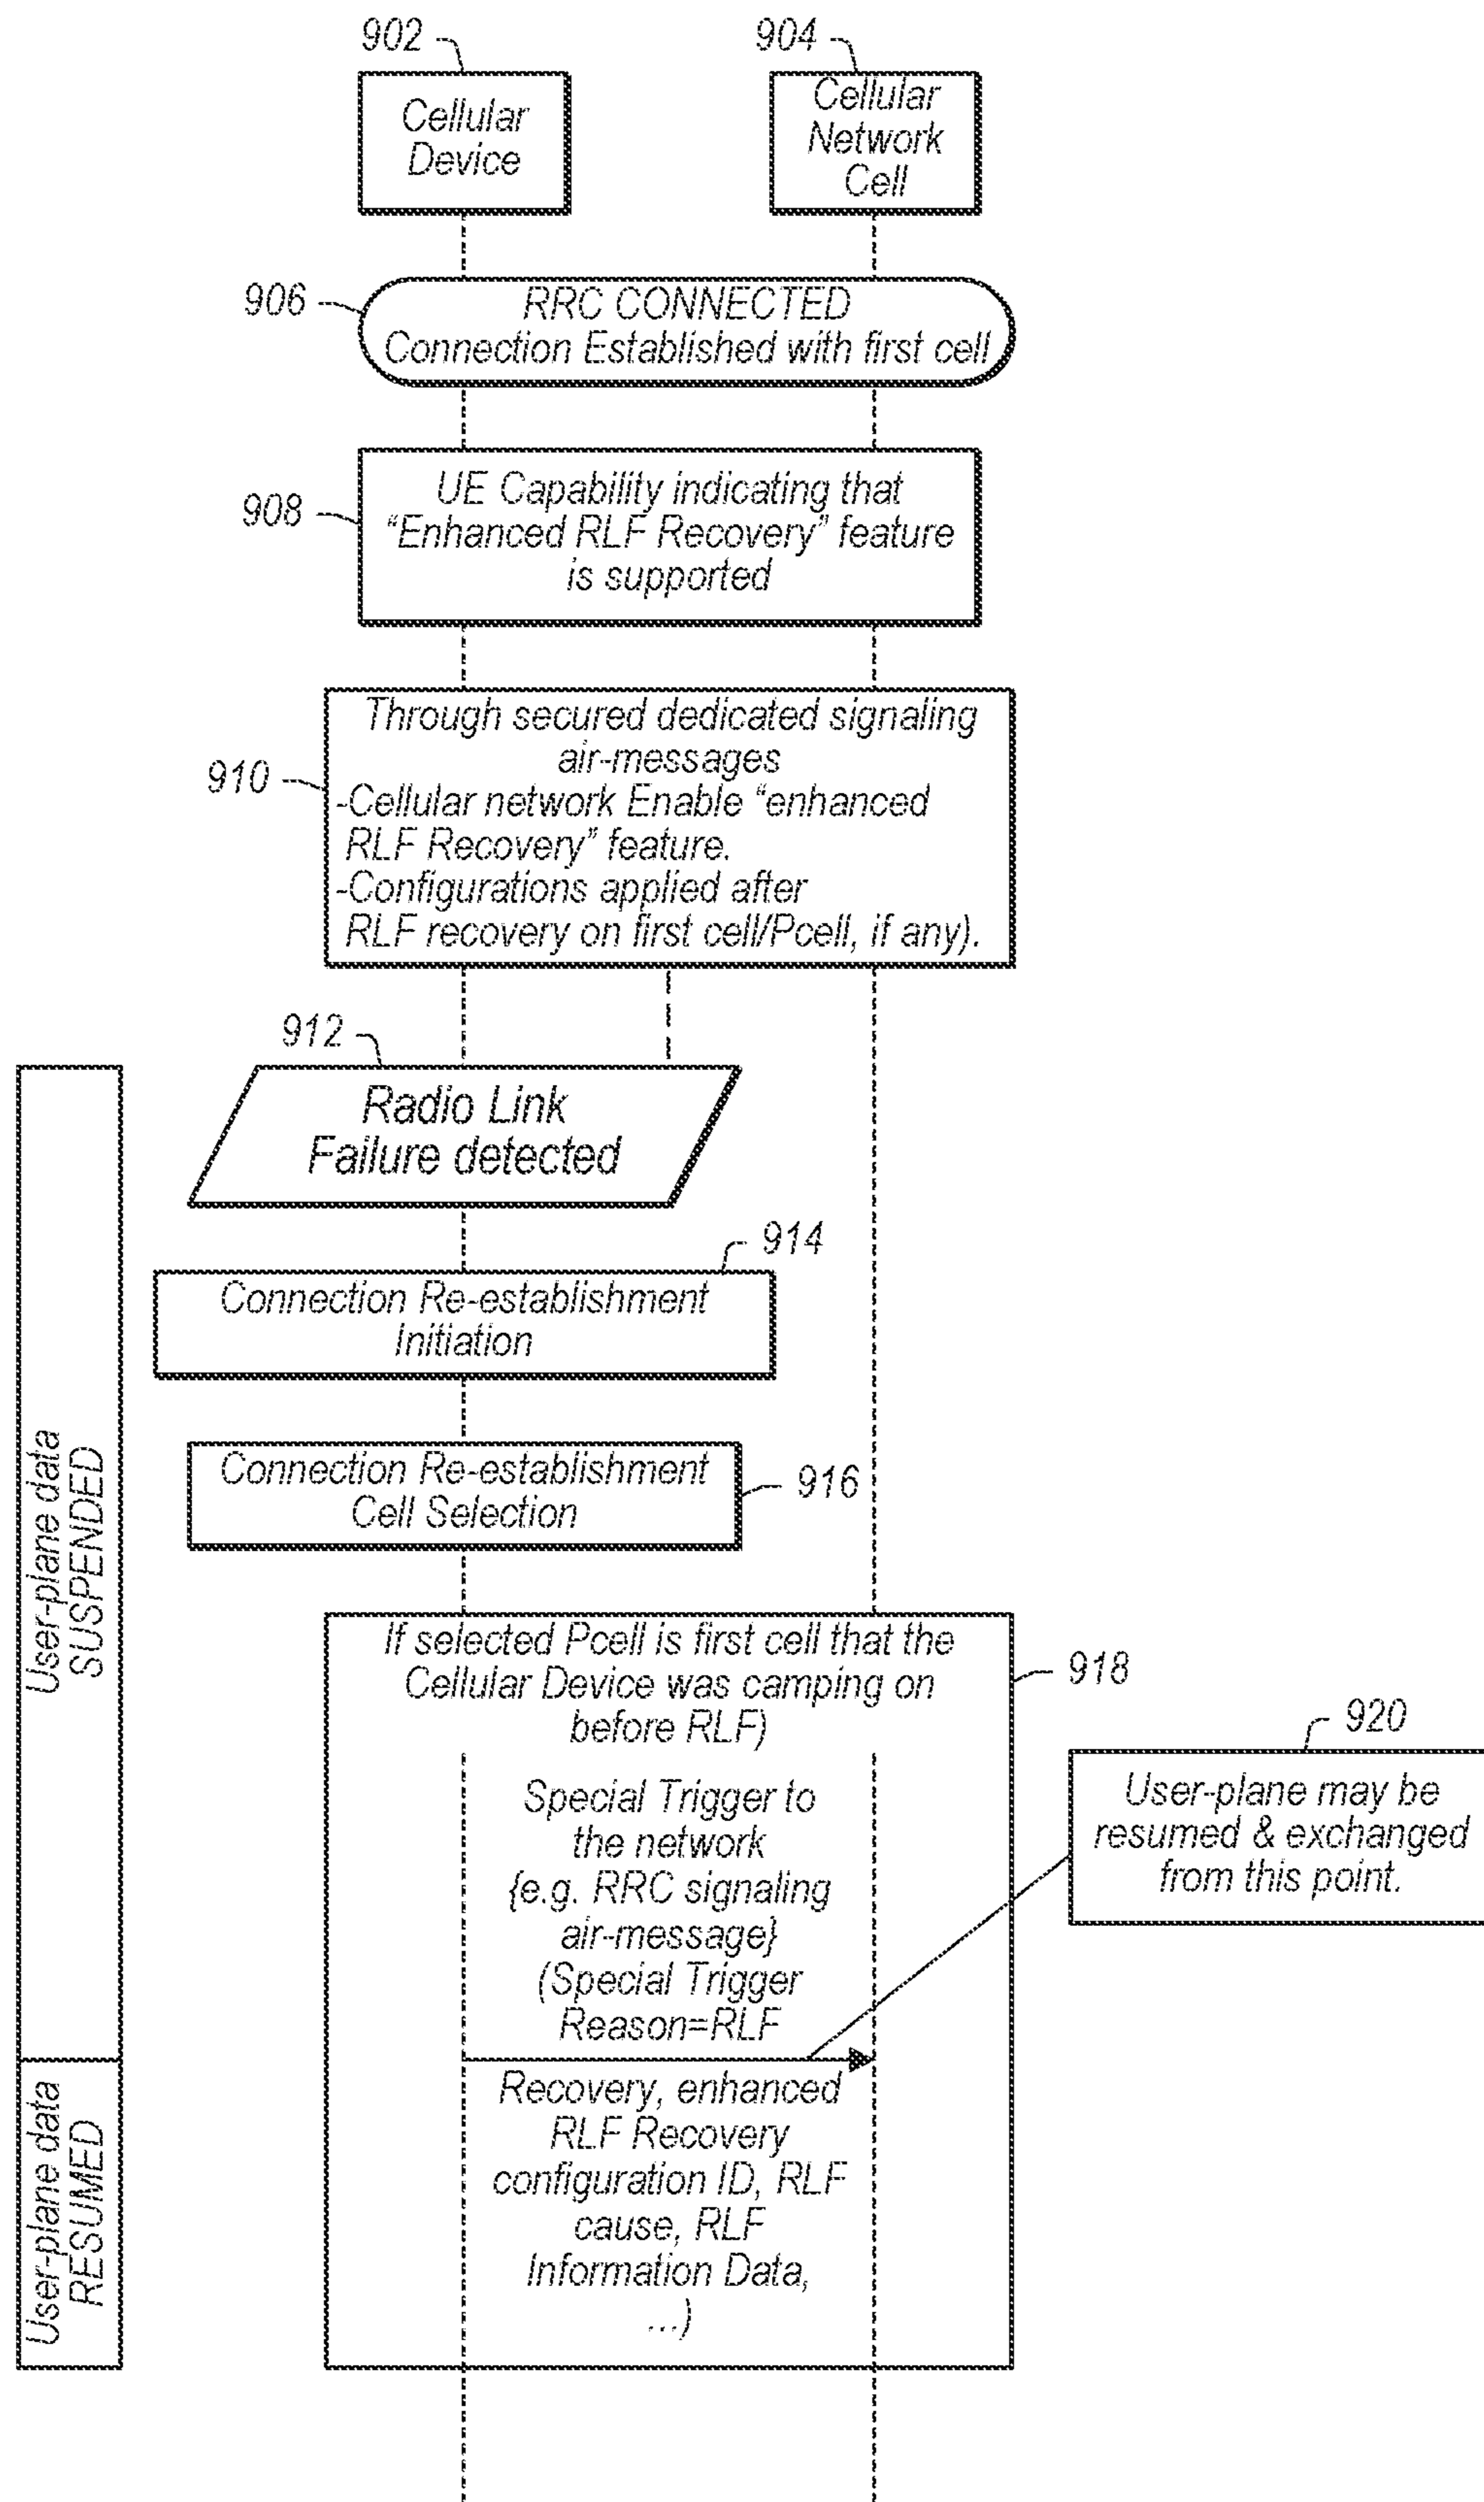 902
904
Cellular
Device
Cellular
Network
Cell
906
RRC CONNECTED
Connection Established with first cell
908
UE Capability indicating that
“Enhanced RLF Recovery” feature
is supported
910
Through secured dedicated signaling
air-messages
-Cellular network Enable “enhanced
RLF Recovery” feature.
-Configurations applied after
RLF recovery on first cell/Pcell, if any).
912
Radio Link
Failure detected
914
Connection Re-establishment
Initiation
Connection Re-establishment
Cell Selection
916
User-plane data
SUSPENDED
If selected Pcell is first cell that the
Cellular Device was camping on
before RLF)
918
920
User-plane may be
resumed & exchanged
from this point.
Special Trigger to
the network
{e.g. RRC signaling
air-message}
(Special Trigger
Reason=RLF
Recovery, enhanced
RLF Recovery
configuration ID, RLF
cause, RLF
Information Data,
...)
User-plane data
RESUMED